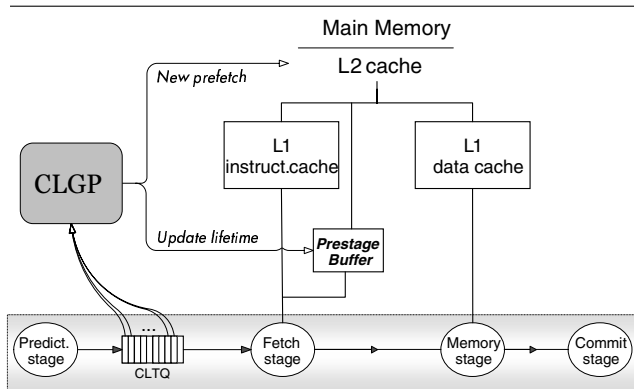 Main Memory
L2 cache
New prefetch
L1
instruct.cache
L1
data cache
CLGP
Update lifetime
Prestage
Buffer
...
Predict.
stage
CLTQ
Fetch
stage
Memory
stage
Commit
stage